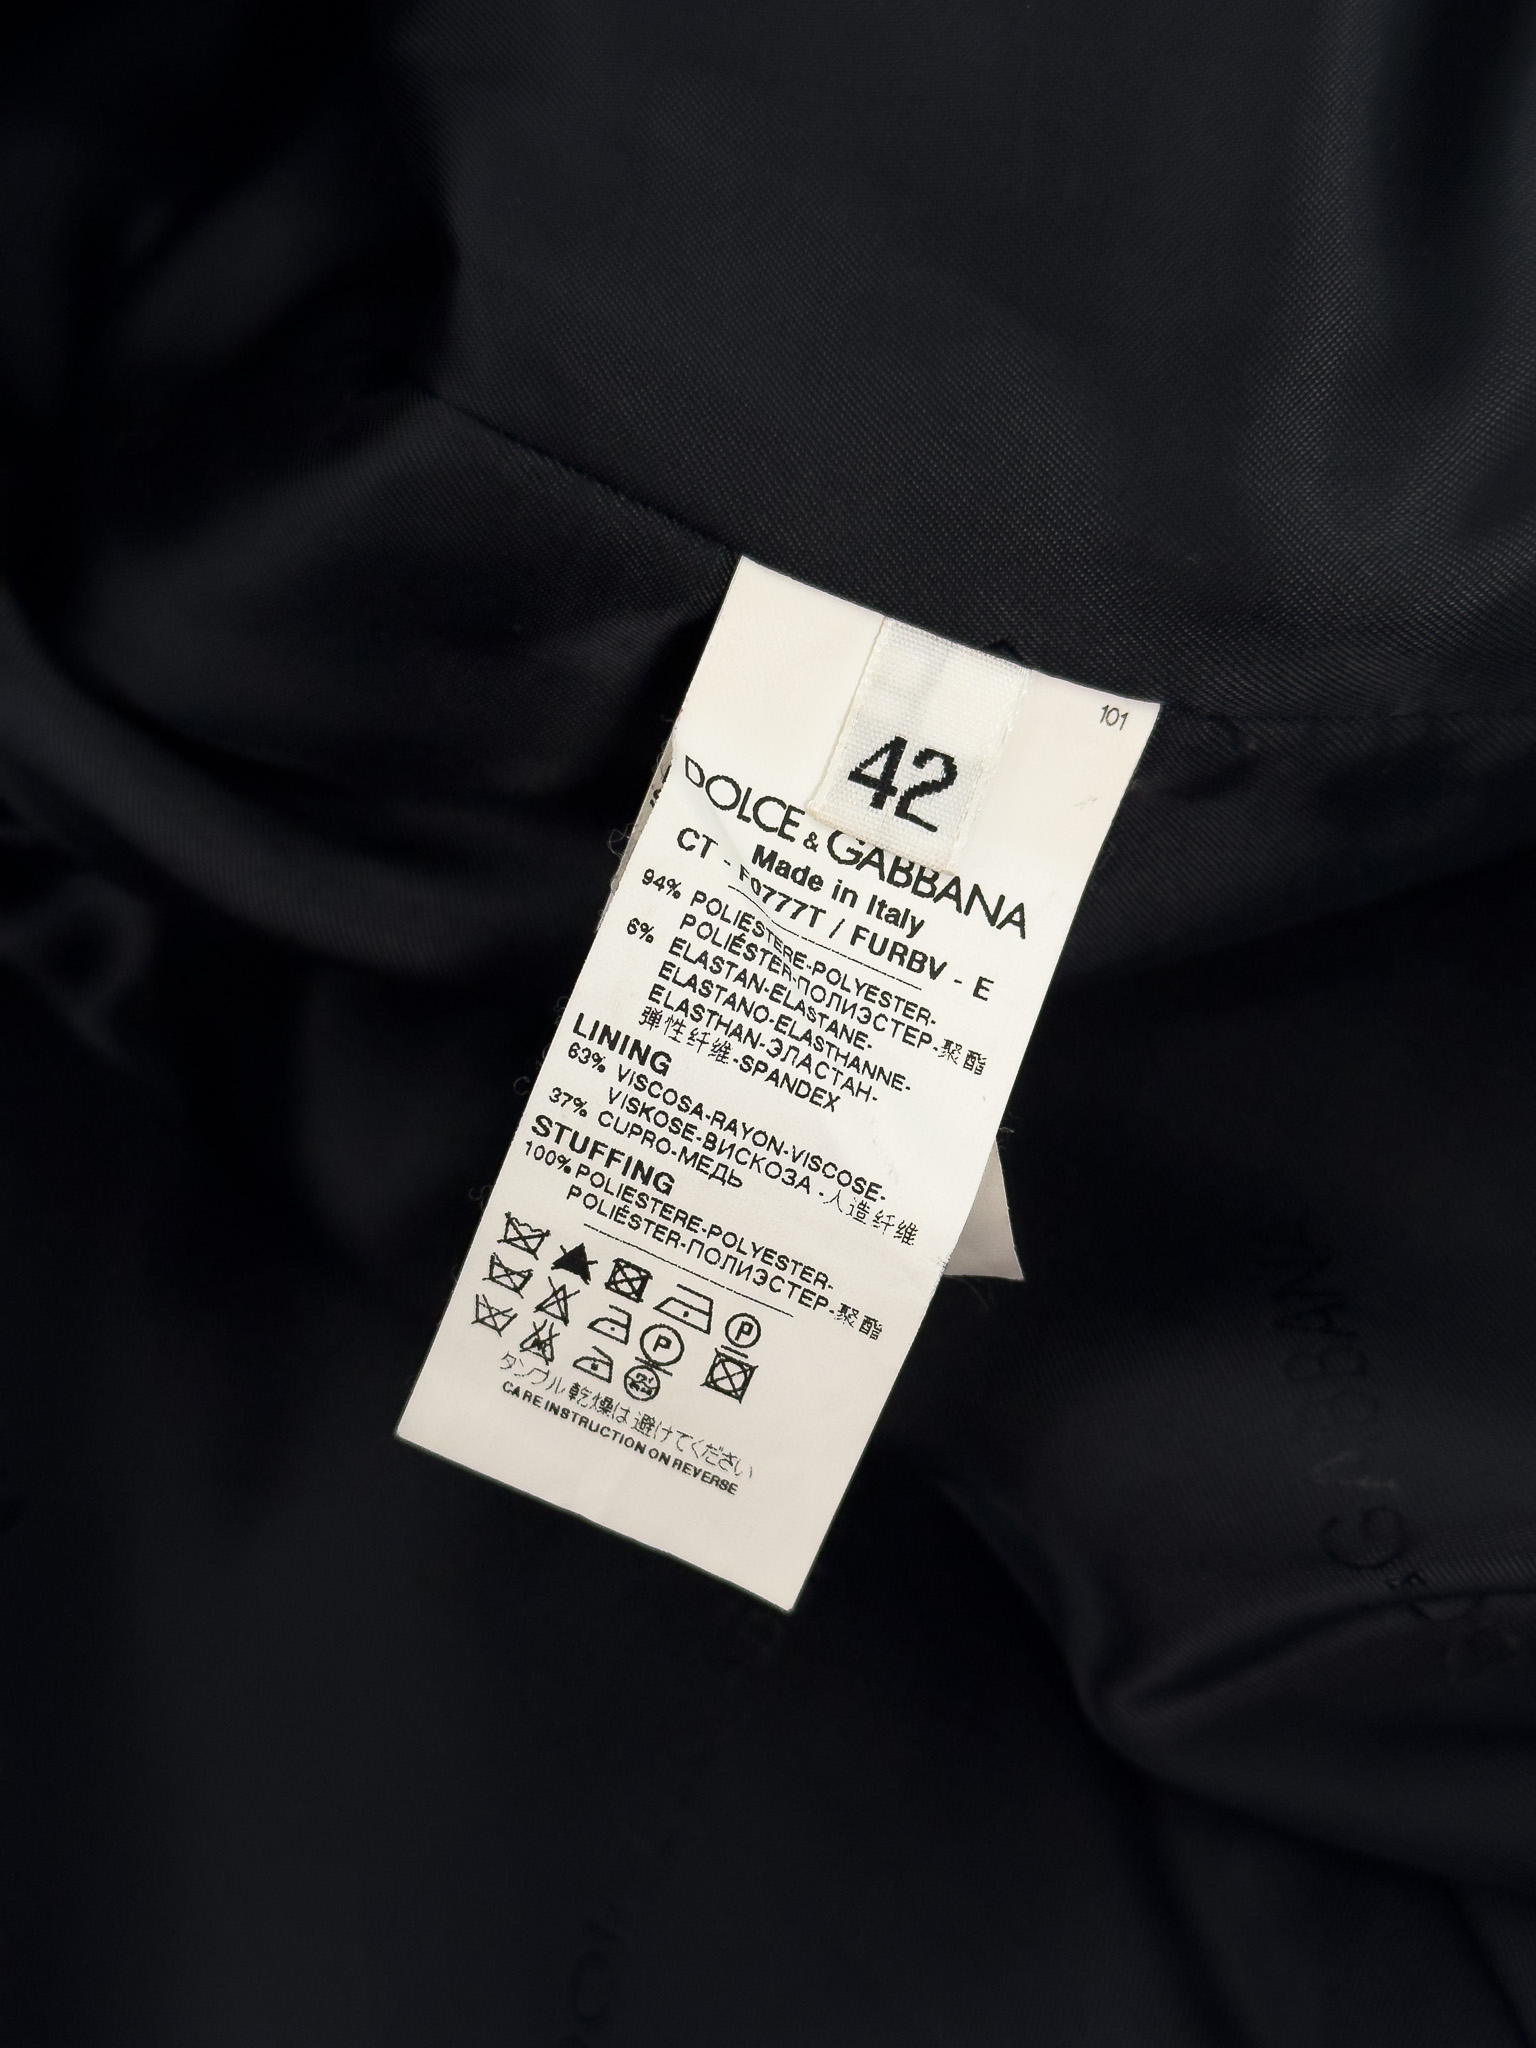 101
42
DOLCE & GABBANA
Made in Italy
CT - F0777T / FURBV - E
94% POLIESTERE-POLYESTER-
POLIÉSTER-ПОЛИЭСТЕР-聚酯
6% ELASTAN-ELASTANE-
ELASTANO-ELASTHANNE-
ELASTHAN-ЭЛАСТАН-
弹性纤维-SPANDEX
LINING
63% VISCOSA-RAYON-VISCOSE-
VISKOSE-ВИСКОЗА-人造纤维
37% CUPRO-МЕДЬ
STUFFING
100% POLIESTERE-POLYESTER-
POLIÉSTER-ПОЛИЭСТЕР-聚酯
P
P
タンブル乾燥は避けてください
CARE INSTRUCTION ON REVERSE